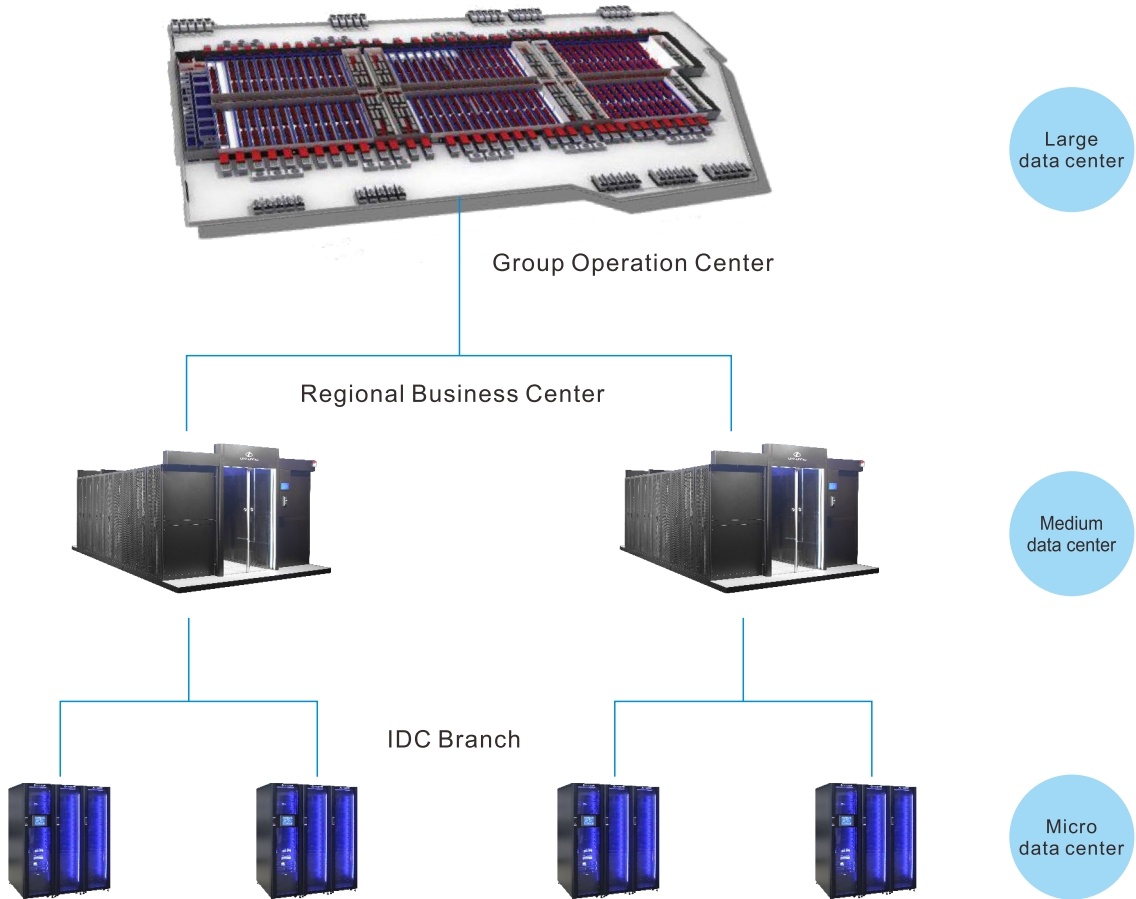 Large
data center
Group Operation Center
Regional Business Center
Medium
data center
IDC Branch
Micro
data center